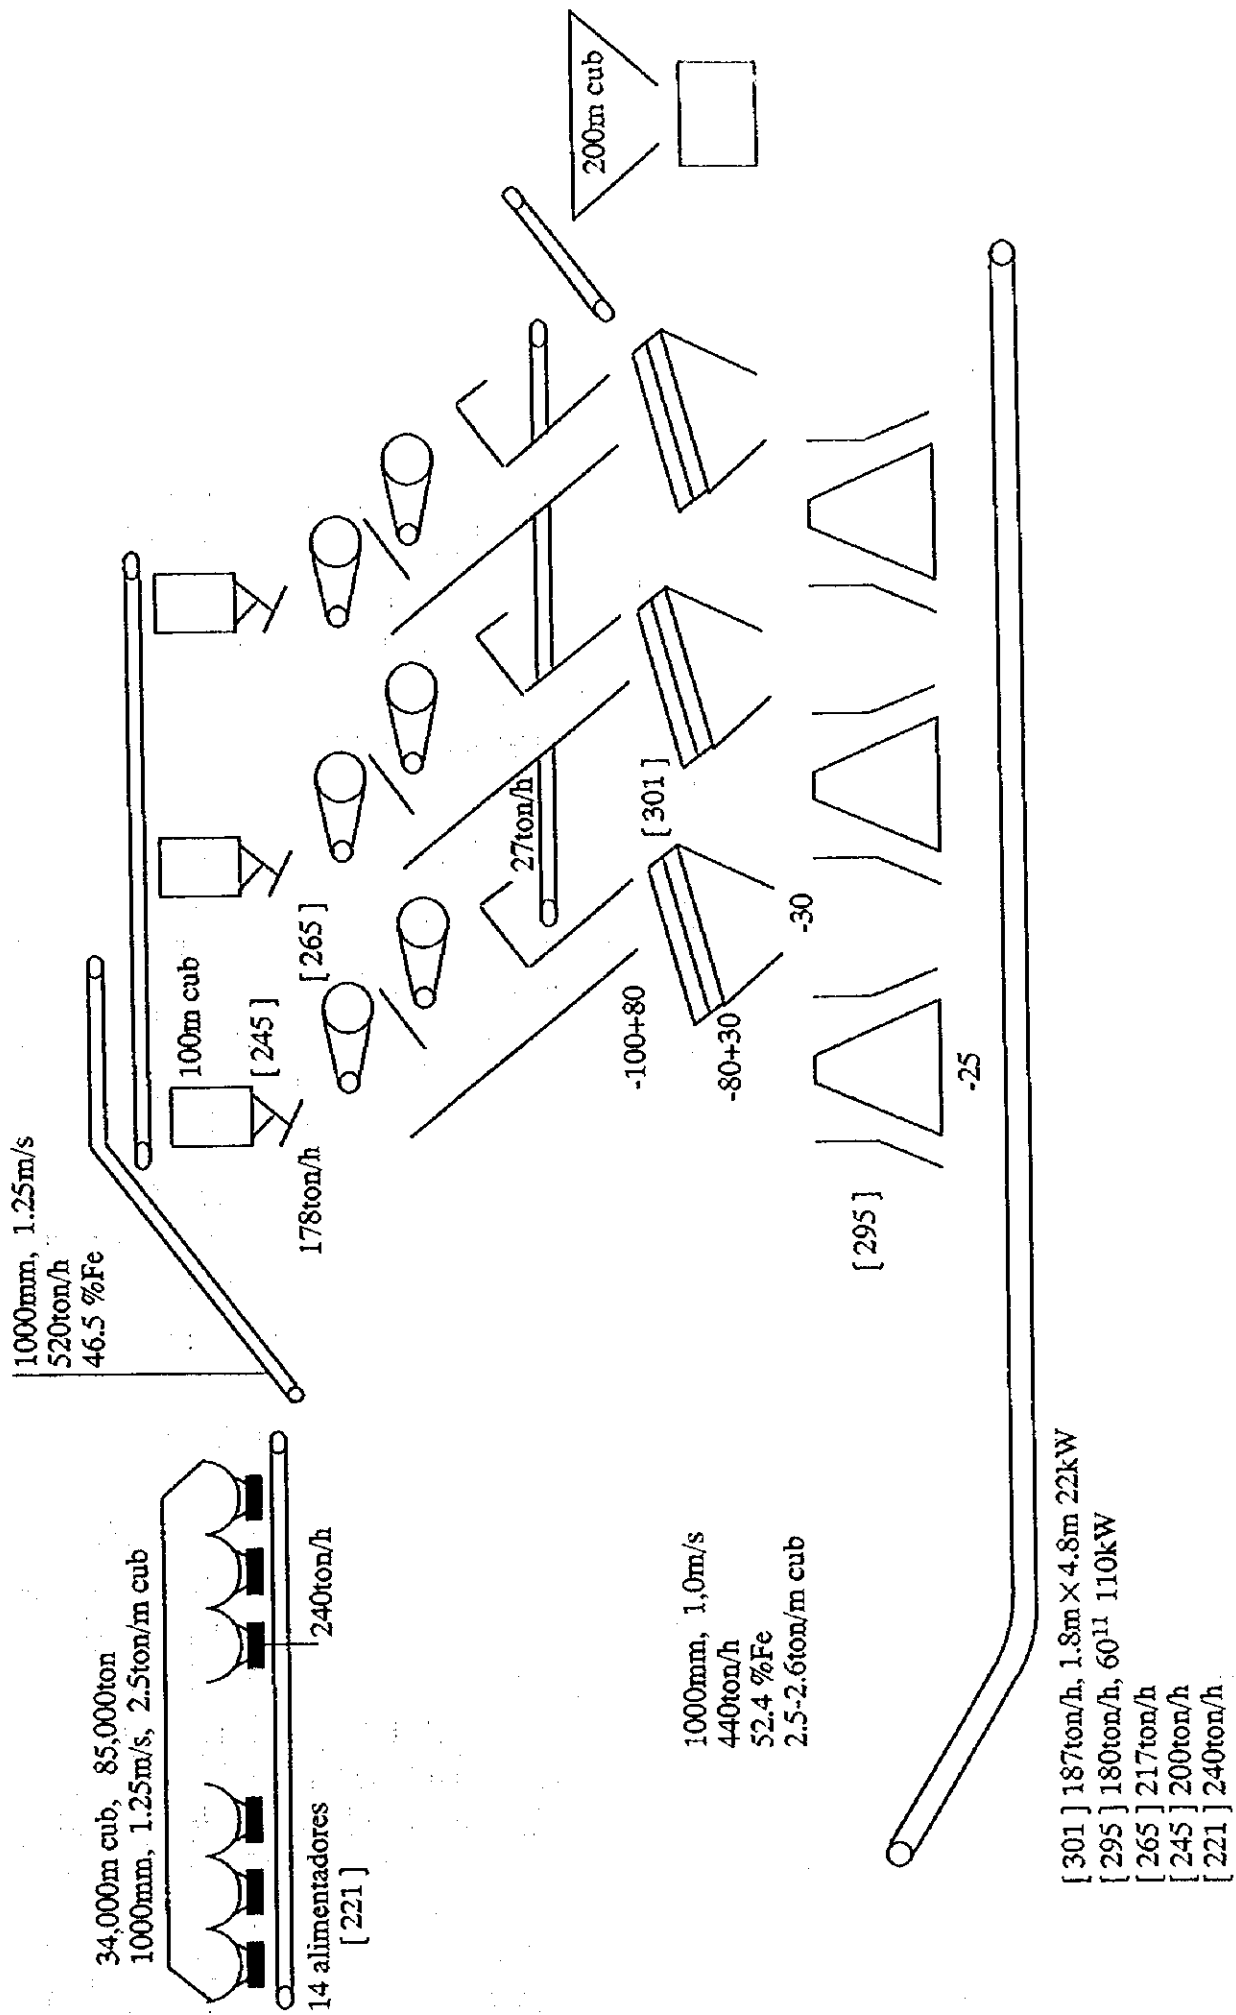 34,000m cub, 85,000ton
1000mm, 1.25m/s, 2.5ton/m cub
240ton/h
14 alimentadores
[ 221 ]
1000mm, 1.25m/s
520ton/h
46.5 %Fe
100m cub
[ 245 ]
178ton/h
[ 265 ]
27ton/h
200m cub
[ 301 ]
-100+80
-80+30
-30
[ 295 ]
-25
1000mm, 1,0m/s
440ton/h
52.4 %Fe
2.5-2.6ton/m cub
[ 301 ] 187ton/h, 1.8m×4.8m 22kW
[ 295 ] 180ton/h, 60¹¹ 110kW
[ 265 ] 217ton/h
[ 245 ] 200ton/h
[ 221 ] 240ton/h